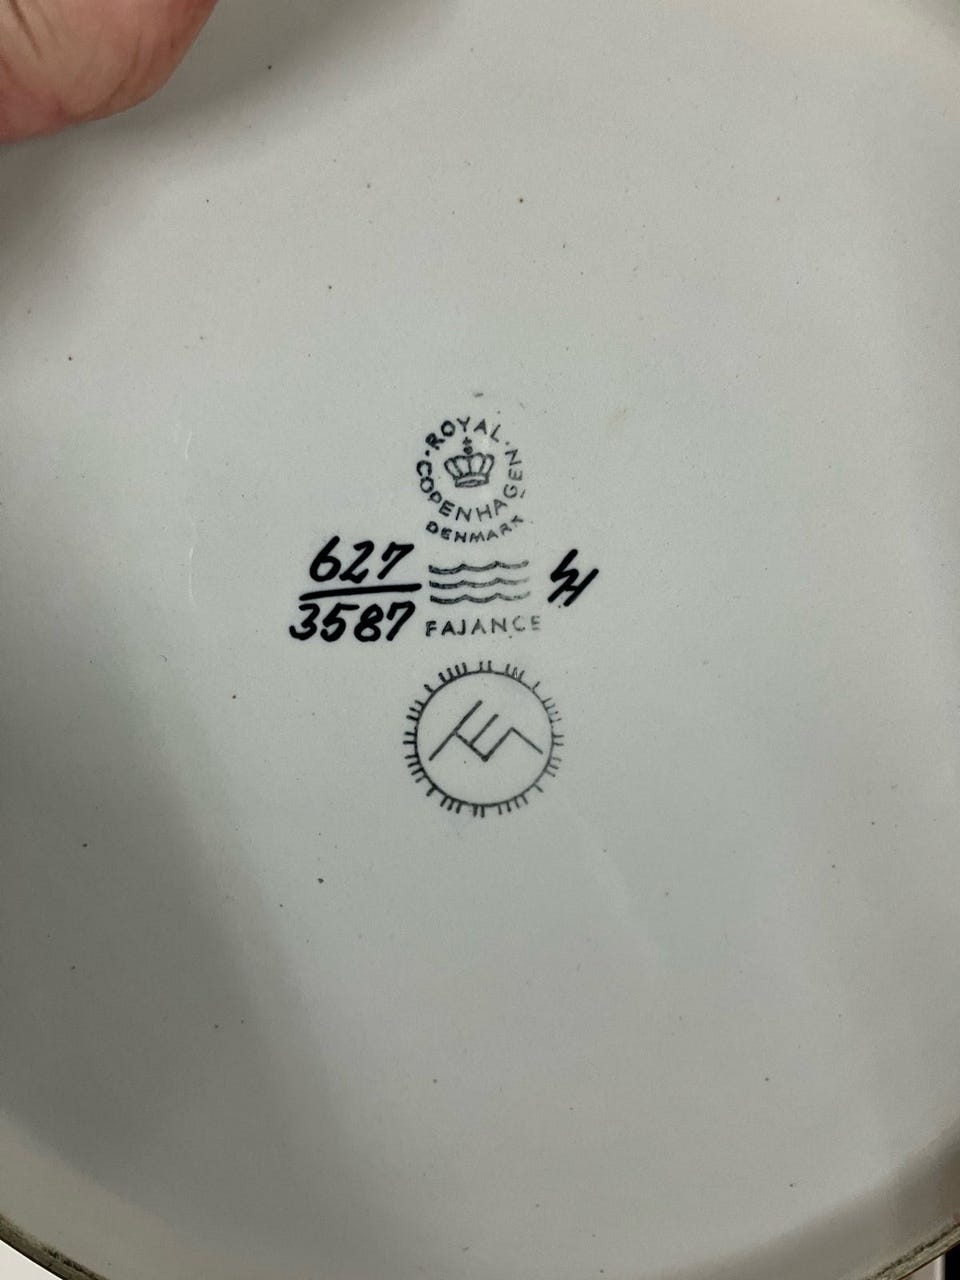 ROYAL
COPENHAGEN
DENMARK
627
3587
FAJANCE